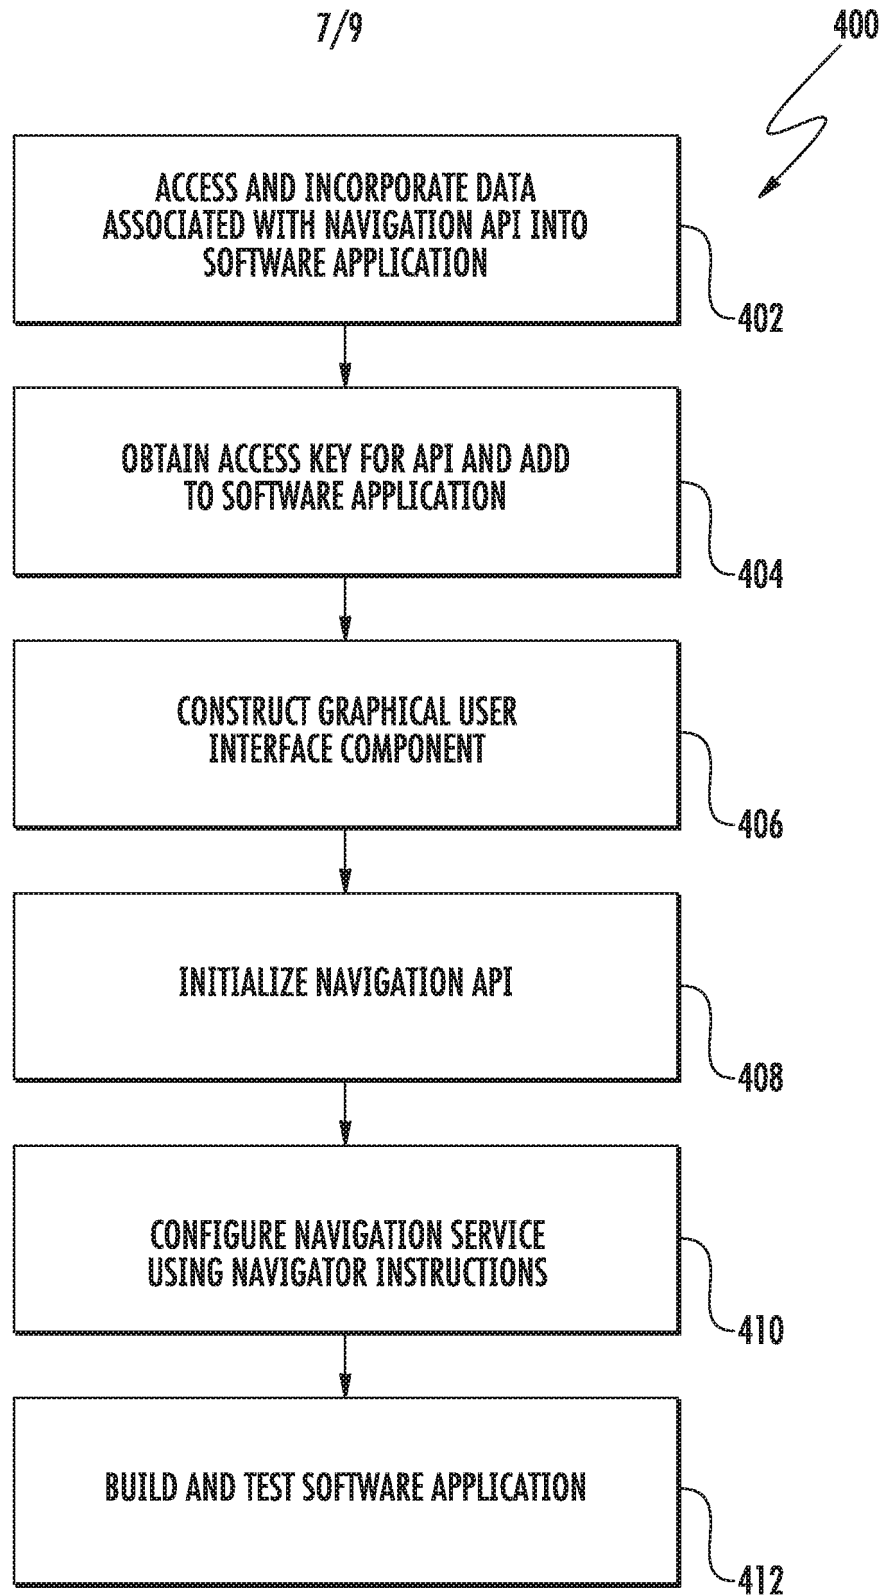 7/9
400
ACCESS AND INCORPORATE DATA
ASSOCIATED WITH NAVIGATION API INTO
SOFTWARE APPLICATION
402
OBTAIN ACCESS KEY FOR API AND ADD
TO SOFTWARE APPLICATION
404
CONSTRUCT GRAPHICAL USER
INTERFACE COMPONENT
406
INITIALIZE NAVIGATION API
408
CONFIGURE NAVIGATION SERVICE
USING NAVIGATOR INSTRUCTIONS
410
BUILD AND TEST SOFTWARE APPLICATION
412